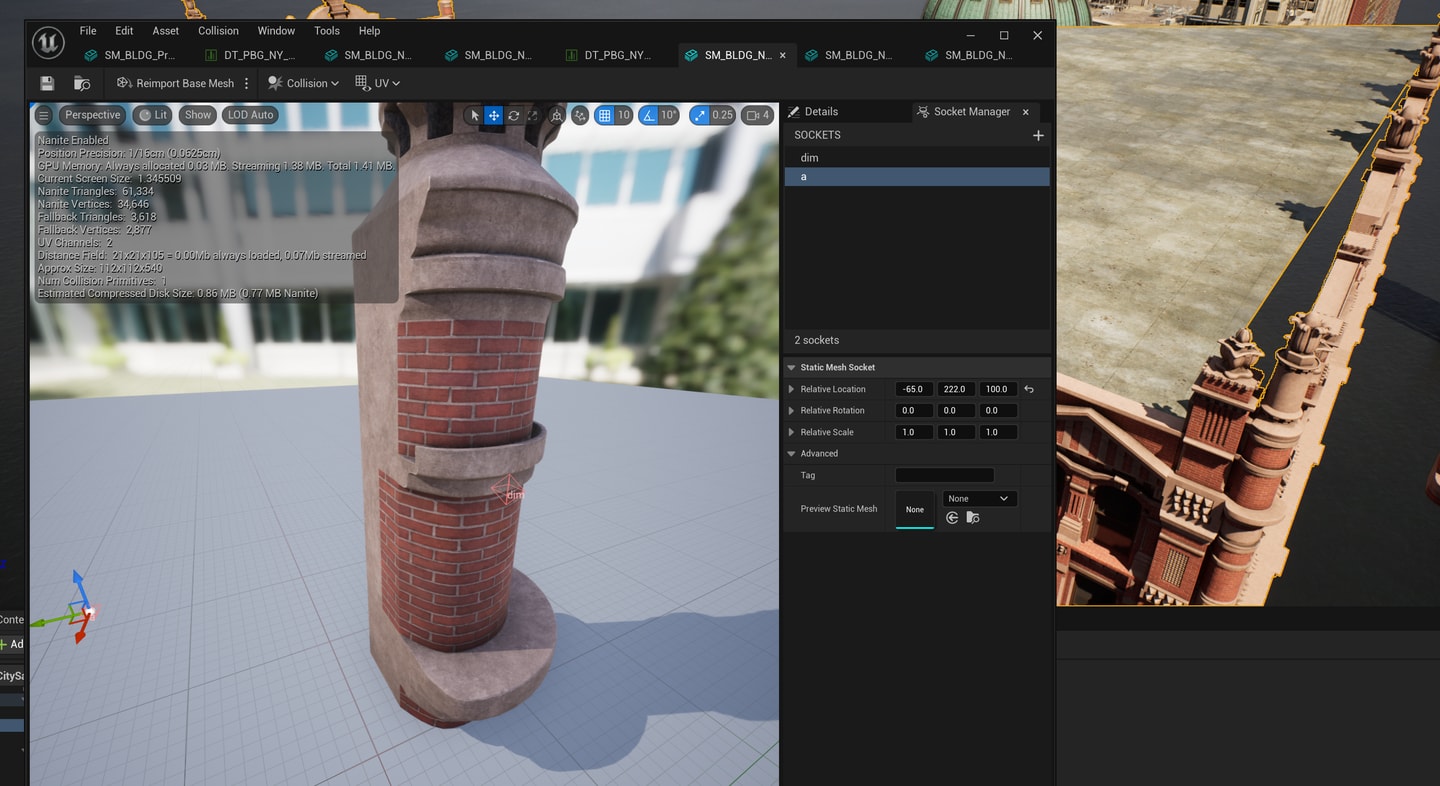 File Edit Asset Collision Window Tools Help
SM_BLDG_Pr... DT_PBG_NY_... SM_BLDG_N... SM_BLDG_N... DT_PBG_NY... SM_BLDG_N... SM_BLDG_N... SM_BLDG_N...
Reimport Base Mesh Collision UV
Perspective Lit Show LOD Auto 10 10° 0.25 4
Nanite Enabled
Position Precision: 1/16cm (0.0625cm)
GPU Memory: Always allocated 0.03 MB. Streaming 1.38 MB. Total 1.41 MB.
Current Screen Size: 1.345509
Nanite Triangles: 61,334
Nanite Vertices: 34,646
Fallback Triangles: 3,618
Fallback Vertices: 2,877
UV Channels: 2
Distance Field: 21x21x105 = 0.00Mb always loaded, 0.07Mb streamed
Approx Size: 112x112x540
Num Collision Primitives: 1
Estimated Compressed Disk Size: 0.86 MB (0.77 MB Nanite)
dim
Details Socket Manager
SOCKETS
dim
a
2 sockets
Static Mesh Socket
Relative Location -65.0 222.0 100.0
Relative Rotation 0.0 0.0 0.0
Relative Scale 1.0 1.0 1.0
Advanced
Tag
Preview Static Mesh None None
Conte
+ Ad
CitySa